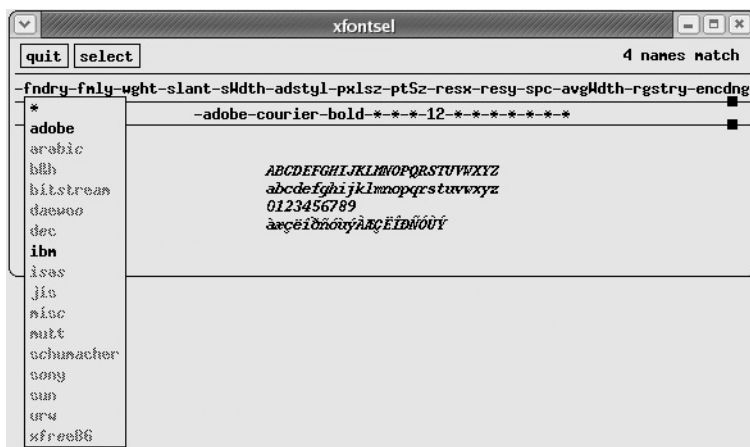 xfontsel
quit select 4 names match
-fndry-fmly-wght-slant-sWdth-adstyl-pxlsz-ptSz-resx-resy-spc-avgWdth-rgstry-encdng
-adobe-courier-bold-*-*-*-12-*-*-*-*-*-*-*
*
adobe
arabic
b&h
bitstream
daewoo
dec
ibm
isas
jis
misc
mutt
schumacher
sony
sun
urw
xfree86
ABCDEFGHIJKLMNOPQRSTUVWXYZ
abcdefghijklmnopqrstuvwxyz
0123456789
àæçëíðñóùýÀÆÇËÍÐÑÓÙÝ